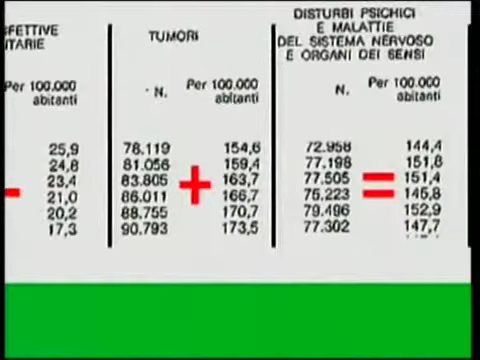 DISTURBI PSICHICI
E MALATTIE
DEL SISTEMA NERVOSO
E ORGANI DEI SENSI
FETTIVE
ITARIE
TUMORI
Per 100.000
abitanti
N.
Per 100.000
abitanti
N.
Per 100.000
abitanti
25,9 78.119 154,6 72.958 144,4
24,8 81.056 159,4 77.198 151,8
23,4 83.805 163,7 77.505 151,4
21,0 86.011 166,7 75.223 145,8
20,2 88.755 170,7 79.496 152,9
17,3 90.793 173,5 77.302 147,7
- + =